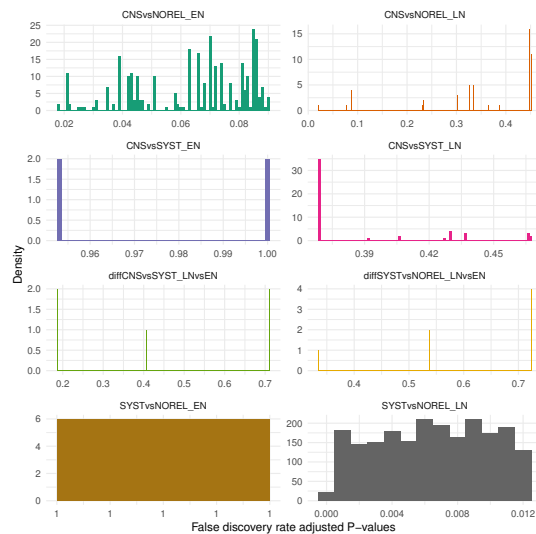 CNSvsNOREL_EN
CNSvsNOREL_LN
25
20
15
10
5
0
0.02 0.04 0.06 0.08
15
10
5
0
0.0 0.1 0.2 0.3 0.4
CNSvsSYST_EN
CNSvsSYST_LN
2.0
1.5
1.0
0.5
0.0
0.96 0.97 0.98 0.99 1.00
30
20
10
0
0.39 0.42 0.45
Density
diffCNSvsSYST_LNvsEN
diffSYSTvsNOREL_LNvsEN
2.0
1.5
1.0
0.5
0.0
0.2 0.3 0.4 0.5 0.6 0.7
4
3
2
1
0
0.4 0.5 0.6 0.7
SYSTvsNOREL_EN
SYSTvsNOREL_LN
6
4
2
0
1 1 1 1 1
200
150
100
50
0
0.000 0.004 0.008 0.012
False discovery rate adjusted P−values